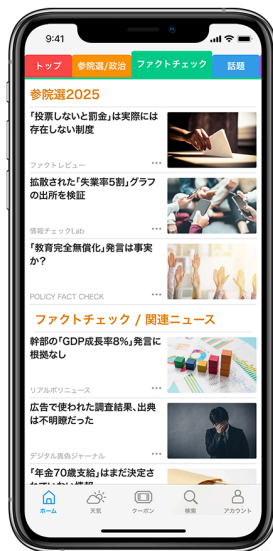 9:41
トップ
参院選/政治
ファクトチェック
話題
参院選2025
「投票しないと罰金」は実際には
存在しない制度
ファクトレビュー
拡散された「失業率5割」グラフ
の出所を検証
情報チェックLab
「教育完全無償化」発言は事実
か?
POLICY FACT CHECK
ファクトチェック / 関連ニュース
幹部の「GDP成長率8%」発言に
根拠なし
リアルポリニュース
広告で使われた調査結果、出典
は不明瞭だった
デジタル真偽ジャーナル
「年金70歳支給」はまだ決定さ
れていない情報
ホーム
天気
クーポン
検索
アカウント